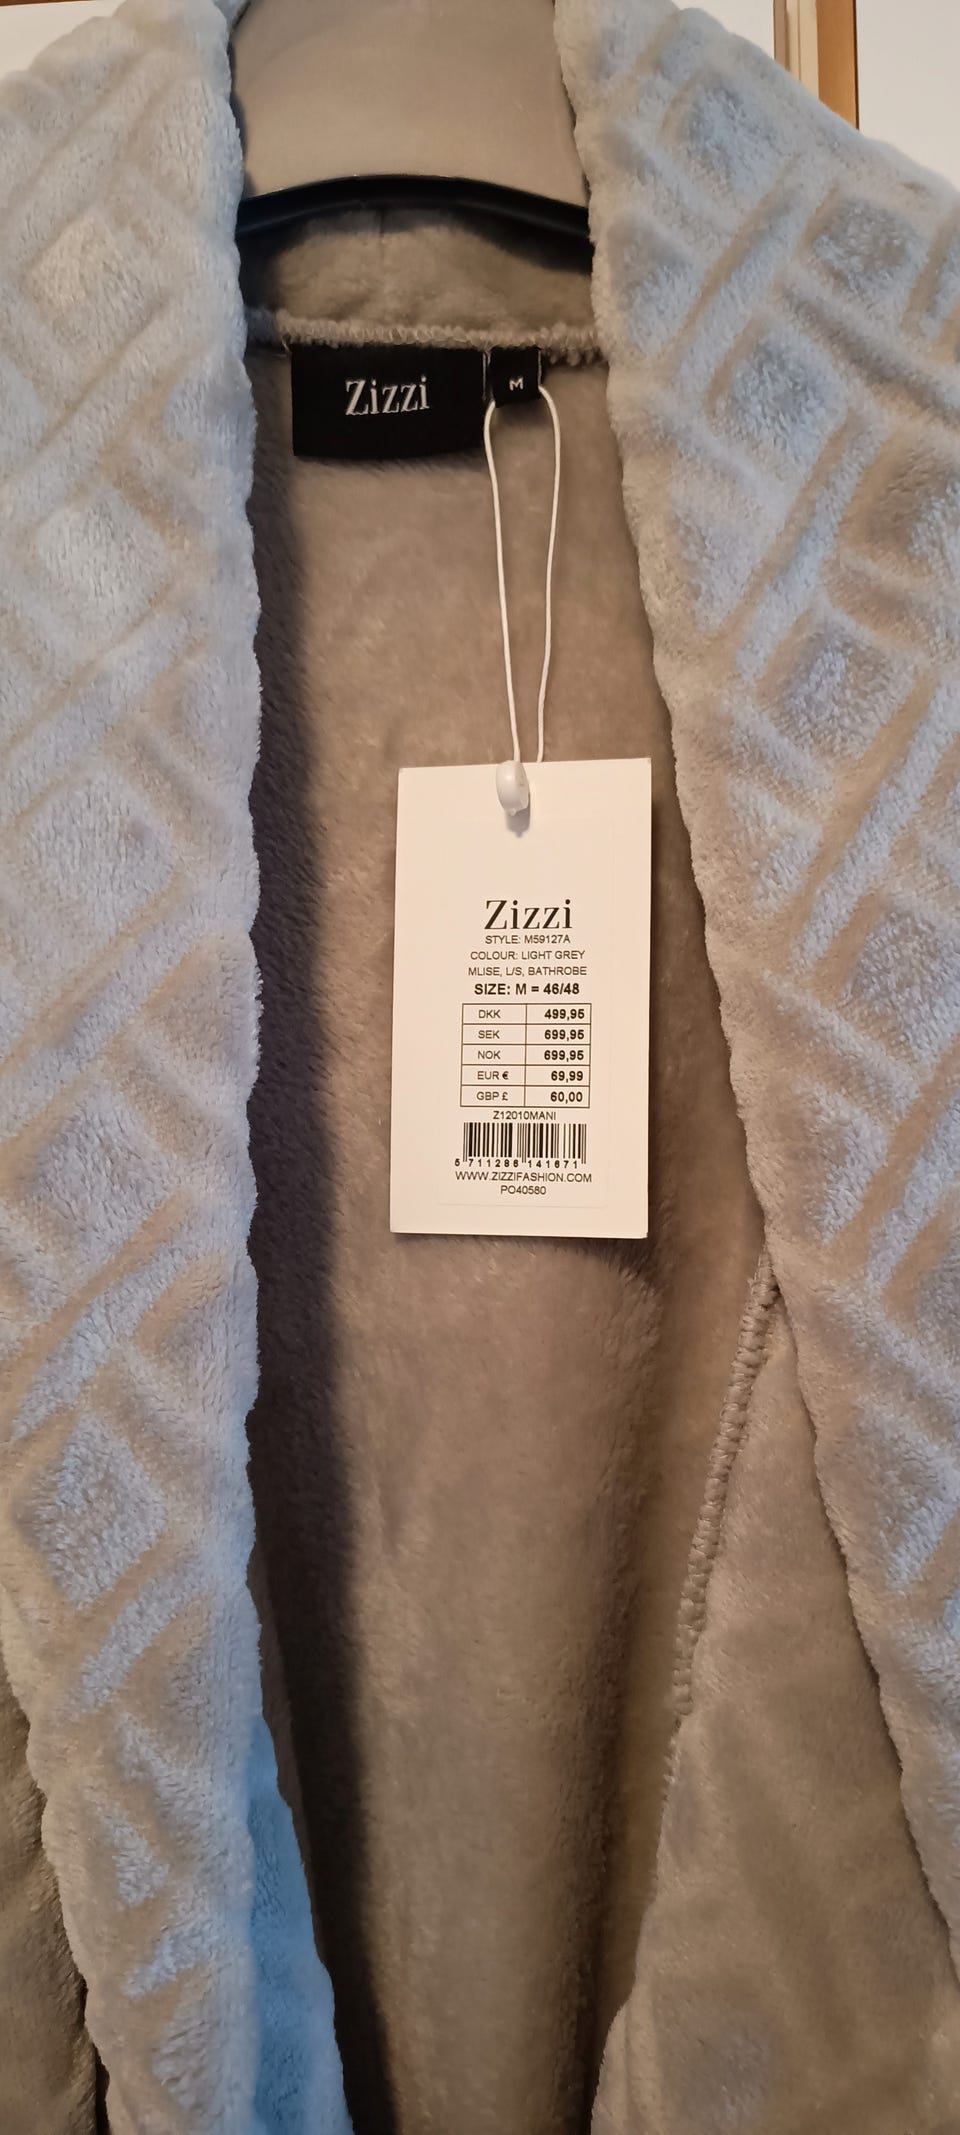 Zizzi
M
Zizzi
STYLE: M59127A
COLOUR: LIGHT GREY
MLISE, L/S, BATHROBE
SIZE: M = 46/48
DKK 499,95
SEK 699,95
NOK 699,95
EUR € 69,99
GBP £ 60,00
Z12010MANI
5 711286 141671
WWW.ZIZZIFASHION.COM
PO40580